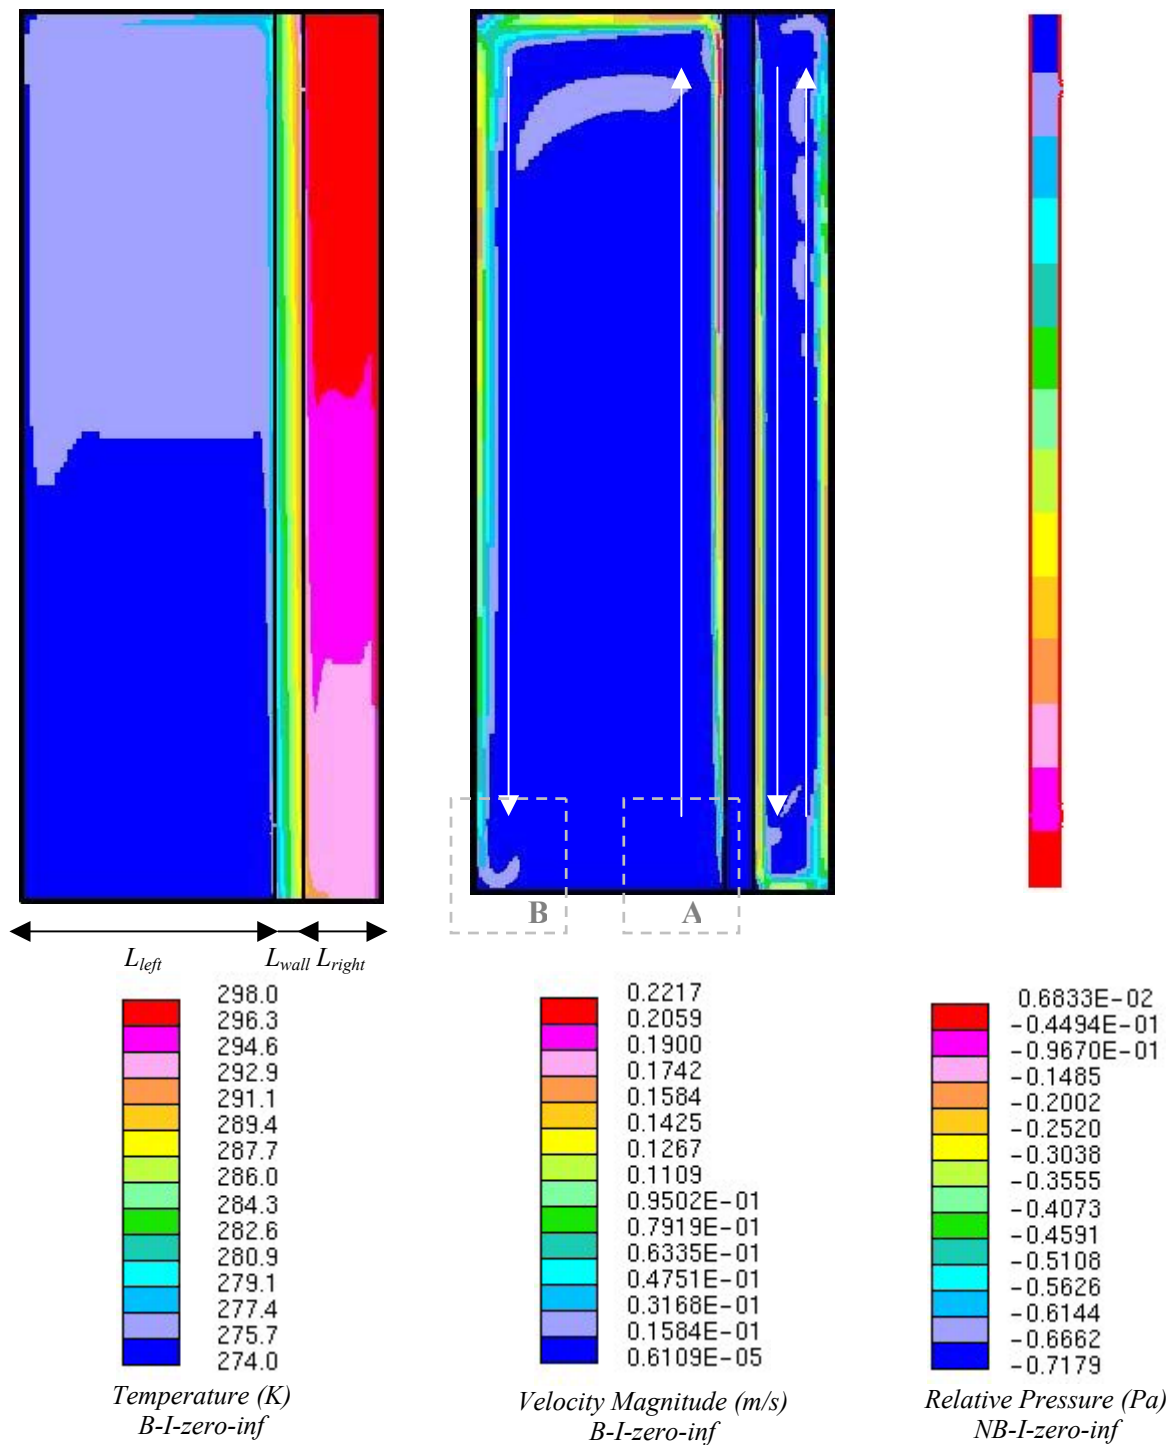 B
A
L_left
L_wall L_right
298.0
296.3
294.6
292.9
291.1
289.4
287.7
286.0
284.3
282.6
280.9
279.1
277.4
275.7
274.0
Temperature (K)
B-I-zero-inf
0.2217
0.2059
0.1900
0.1742
0.1584
0.1425
0.1267
0.1109
0.9502E-01
0.7919E-01
0.6335E-01
0.4751E-01
0.3168E-01
0.1584E-01
0.6109E-05
Velocity Magnitude (m/s)
B-I-zero-inf
0.6833E-02
-0.4494E-01
-0.9670E-01
-0.1485
-0.2002
-0.2520
-0.3038
-0.3555
-0.4073
-0.4591
-0.5108
-0.5626
-0.6144
-0.6662
-0.7179
Relative Pressure (Pa)
NB-I-zero-inf